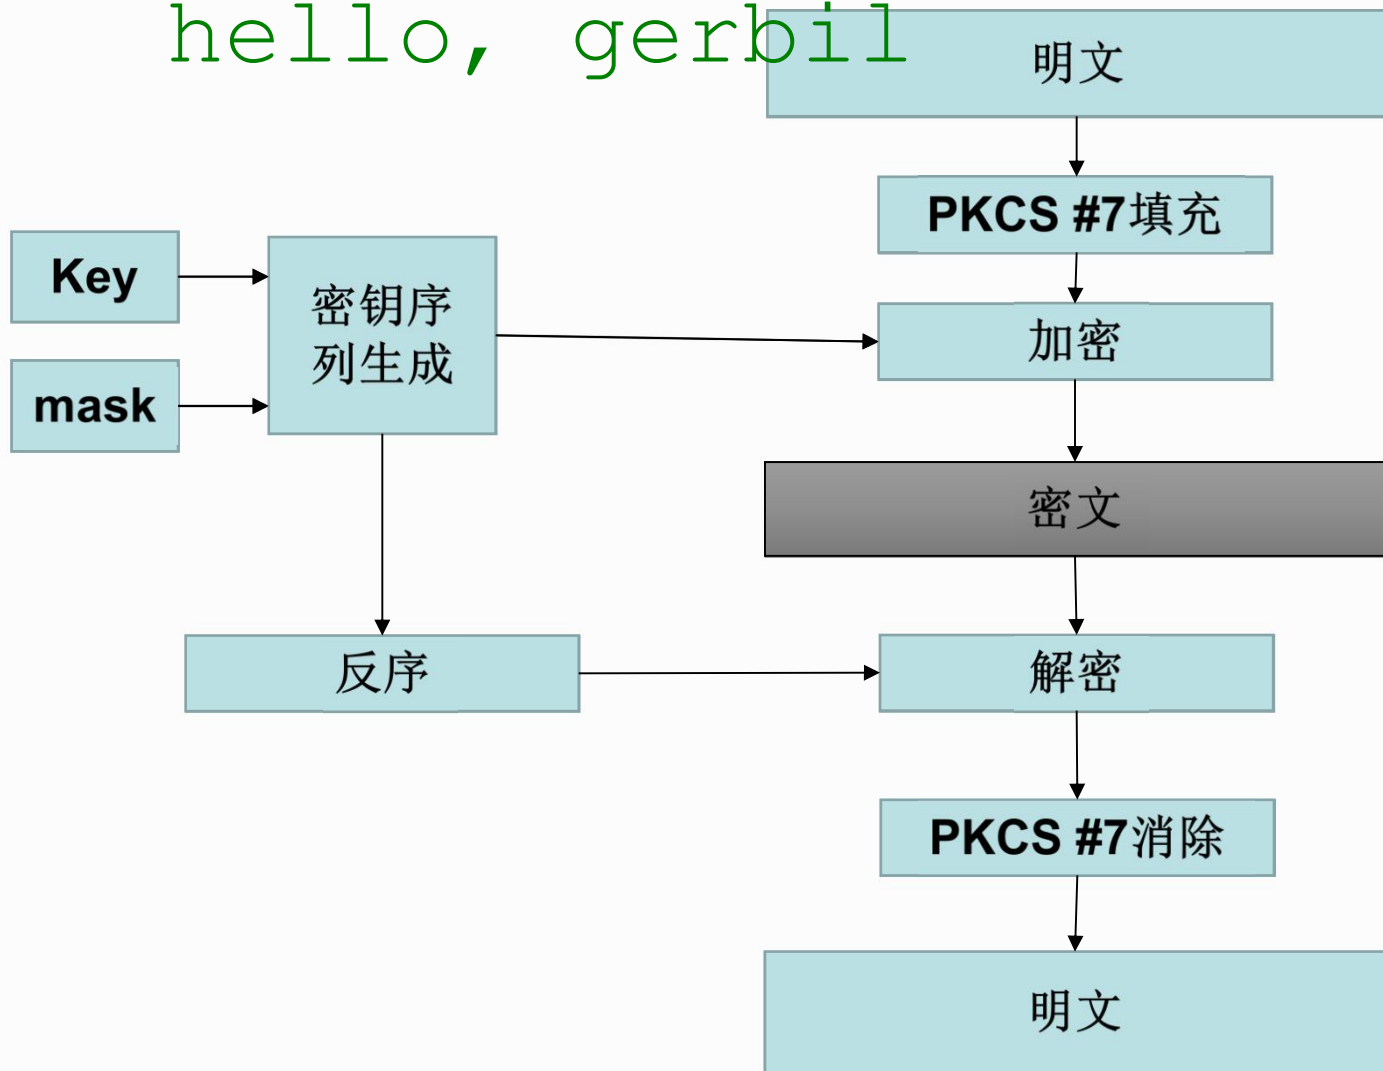 hello, gerbil
明文
PKCS #7填充
Key
密钥序
列生成
加密
mask
密文
反序
解密
PKCS #7消除
明文